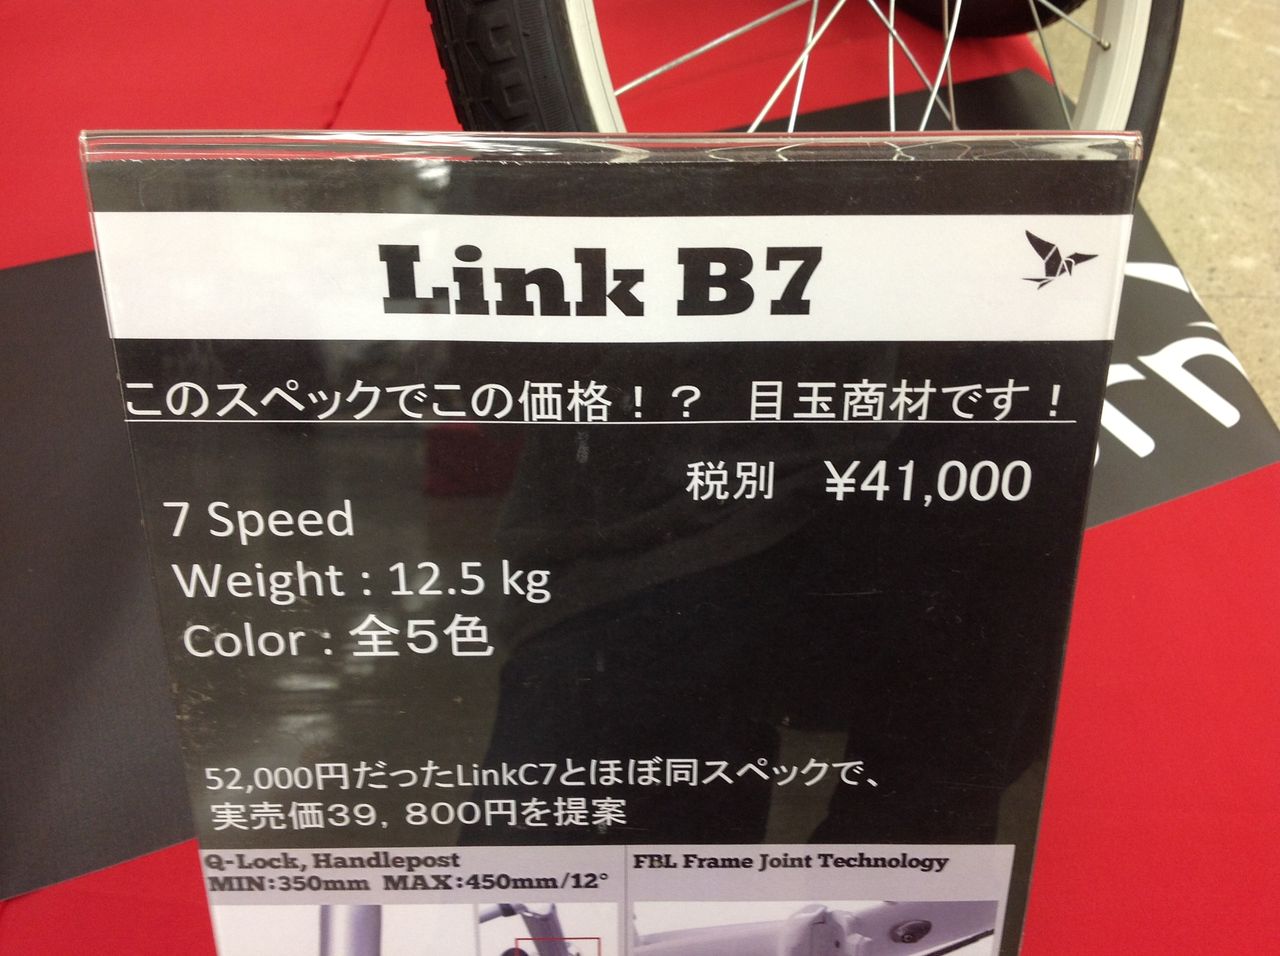 Link B7
このスペックでこの価格！？　目玉商材です！
税別　¥41,000
7 Speed
Weight : 12.5 kg
Color : 全５色
52,000円だったLinkC7とほぼ同スペックで、
実売価３９，８００円を提案
Q-Lock, Handlepost
MIN:350mm MAX:450mm/12°
FBL Frame Joint Technology